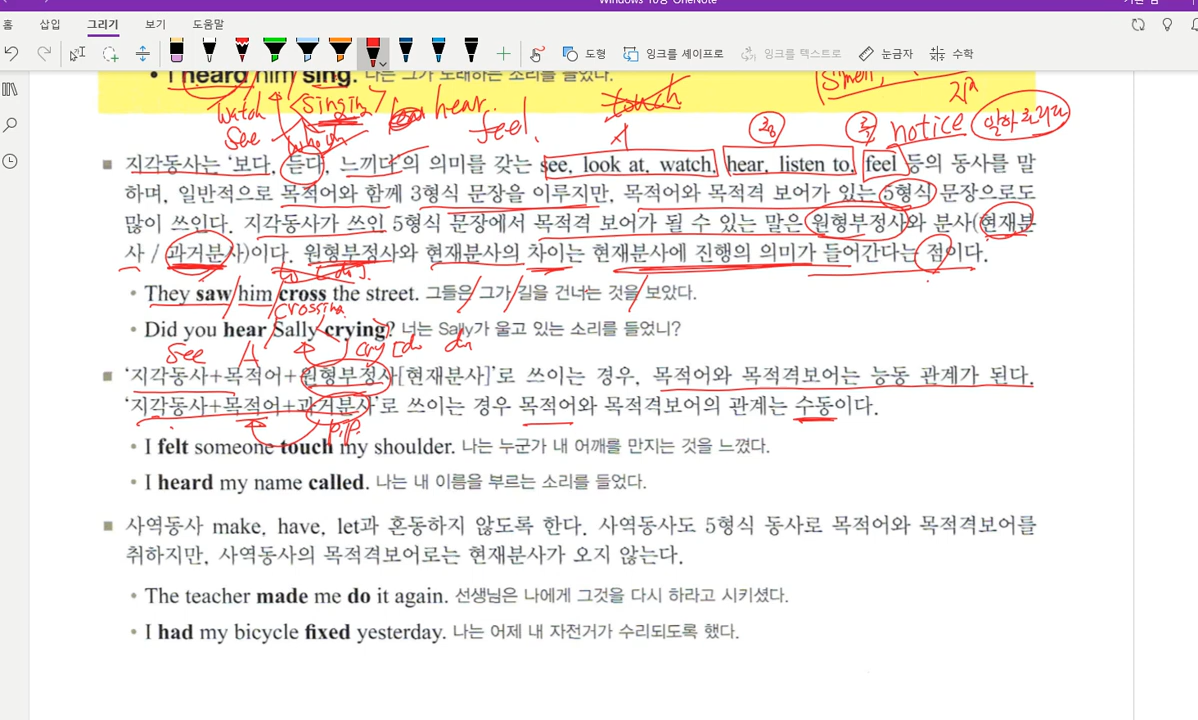 Windows 10용 OneNote
홈 삽입 그리기 보기 도움말
도형 잉크를 셰이프로 잉크를 텍스트로 눈금자 수학
• I heard him sing. 나는 그가 노래하는 소리를 들었다.
Smell,
watch singing hear. touch
see feel. notice 알아차리다
■ 지각동사는 '보다, 듣다, 느끼다'의 의미를 갖는 see, look at, watch, hear, listen to, feel 등의 동사를 말
하며, 일반적으로 목적어와 함께 3형식 문장을 이루지만, 목적어와 목적격 보어가 있는 5형식 문장으로도
많이 쓰인다. 지각동사가 쓰인 5형식 문장에서 목적격 보어가 될 수 있는 말은 원형부정사와 분사(현재분
사 / 과거분사)이다. 원형부정사와 현재분사의 차이는 현재분사에 진행의 의미가 들어간다는 점이다.
• They saw him cross the street. 그들은 그가 길을 건너는 것을 보았다.
crossing
• Did you hear Sally crying? 너는 Sally가 울고 있는 소리를 들었니?
see A cry do
■ '지각동사+목적어+원형부정사[현재분사]'로 쓰이는 경우, 목적어와 목적격보어는 능동 관계가 된다.
'지각동사+목적어+과거분사'로 쓰이는 경우 목적어와 목적격보어의 관계는 수동이다.
p.p.
• I felt someone touch my shoulder. 나는 누군가 내 어깨를 만지는 것을 느꼈다.
• I heard my name called. 나는 내 이름을 부르는 소리를 들었다.
■ 사역동사 make, have, let과 혼동하지 않도록 한다. 사역동사도 5형식 동사로 목적어와 목적격보어를
취하지만, 사역동사의 목적격보어로는 현재분사가 오지 않는다.
• The teacher made me do it again. 선생님은 나에게 그것을 다시 하라고 시키셨다.
• I had my bicycle fixed yesterday. 나는 어제 내 자전거가 수리되도록 했다.